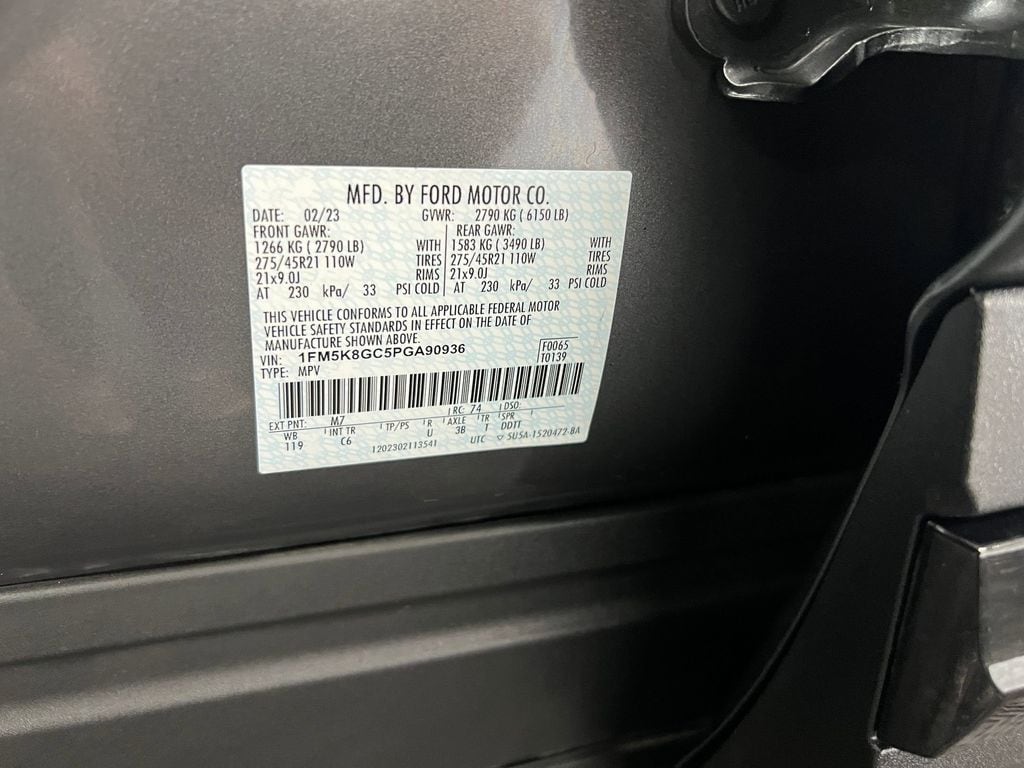 MFD. BY FORD MOTOR CO.
DATE: 02/23 GVWR: 2790 KG ( 6150 LB)
FRONT GAWR: REAR GAWR:
1266 KG ( 2790 LB) WITH 1583 KG ( 3490 LB) WITH
275/45R21 110W TIRES 275/45R21 110W TIRES
21x9.0J RIMS 21x9.0J RIMS
AT 230 kPa/ 33 PSI COLD AT 230 kPa/ 33 PSI COLD
THIS VEHICLE CONFORMS TO ALL APPLICABLE FEDERAL MOTOR
VEHICLE SAFETY STANDARDS IN EFFECT ON THE DATE OF
MANUFACTURE SHOWN ABOVE.
VIN: 1FM5K8GC5PGA90936 F0065
TYPE: MPV T0139
EXT PNT: M7 RC: 74 DSO:
WB INT TR TP/PS R AXLE TR SPR
119 C6 U 3B T DDTT
1202302113541 UTC 5U5A-1520472-BA